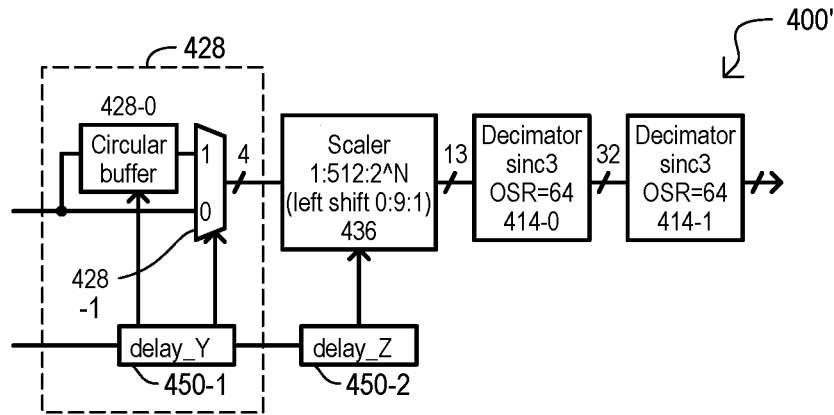 400'
428
428-0
Circular
buffer
1
0
4
428
-1
Scaler
1:512:2^N
(left shift 0:9:1)
436
13
Decimator
sinc3
OSR=64
414-0
32
Decimator
sinc3
OSR=64
414-1
delay_Y
450-1
delay_Z
450-2